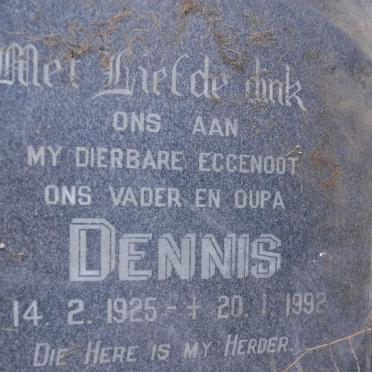 Met Liefde dink
ONS AAN
MY DIERBARE EGGENOOT
ONS VADER EN OUPA
DENNIS
14. 2. 1925 - + 20. 1. 1992
DIE HERE IS MY HERDER.